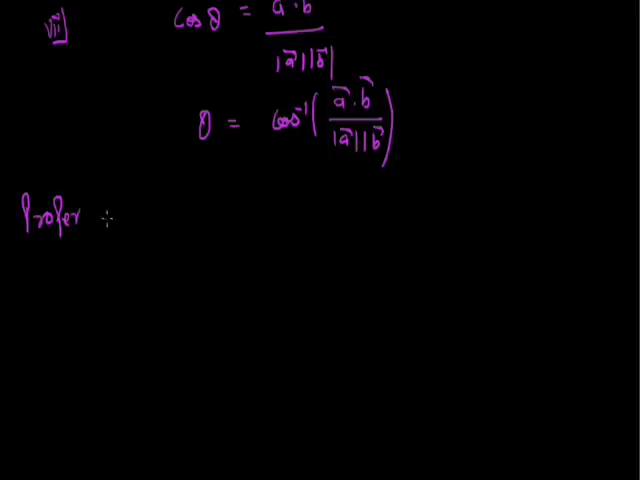 vii) cos θ = a · b / |a⃗||b⃗|
θ = cos⁻¹( a⃗ · b⃗ / |a⃗||b⃗| )
Proper